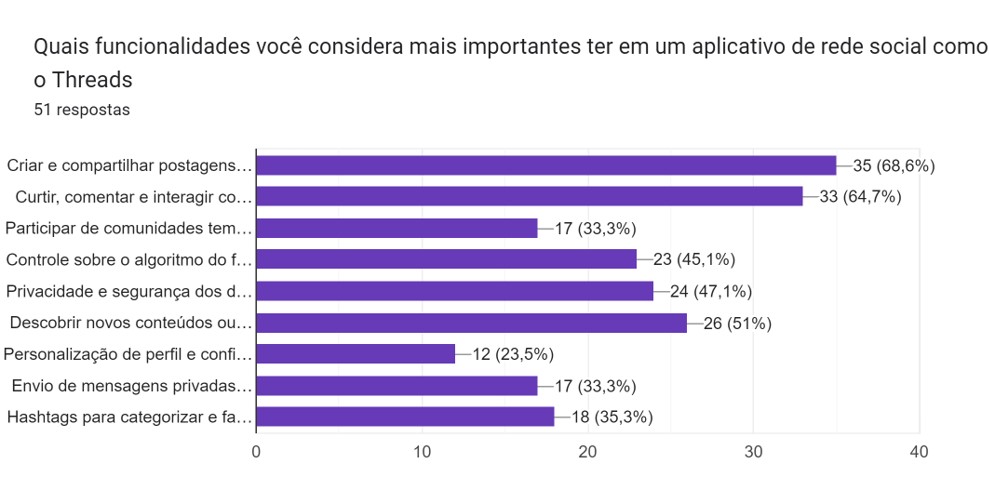 Quais funcionalidades você considera mais importantes ter em um aplicativo de rede social como
o Threads
51 respostas
Criar e compartilhar postagens… 35 (68,6%)
Curtir, comentar e interagir co… 33 (64,7%)
Participar de comunidades tem… 17 (33,3%)
Controle sobre o algoritmo do f… 23 (45,1%)
Privacidade e segurança dos d… 24 (47,1%)
Descobrir novos conteúdos ou… 26 (51%)
Personalização de perfil e confi… 12 (23,5%)
Envio de mensagens privadas… 17 (33,3%)
Hashtags para categorizar e fa… 18 (35,3%)
0 10 20 30 40